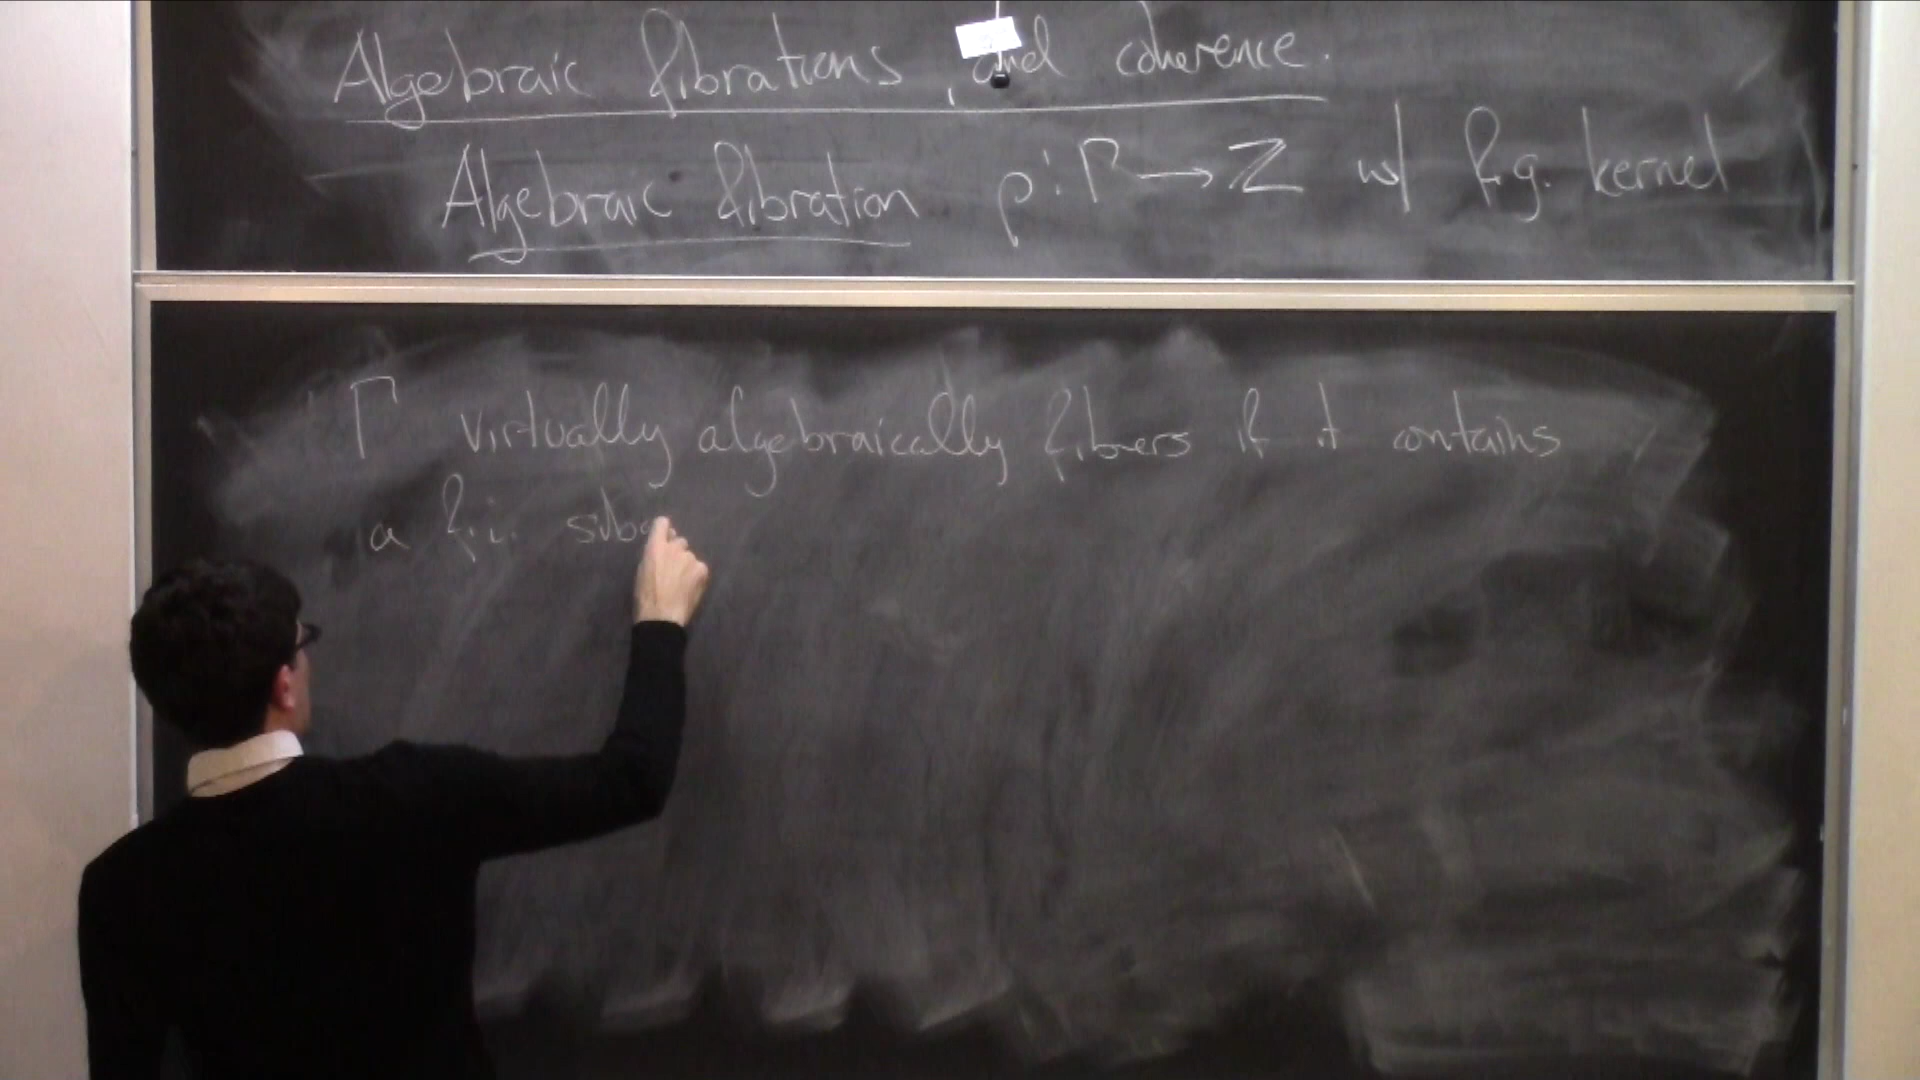 Algebraic fibrations, and coherence.
Algebraic fibration ρ: Γ → ℤ w/ f.g. kernel
Γ virtually algebraically fibers if it contains
a f.i. subg